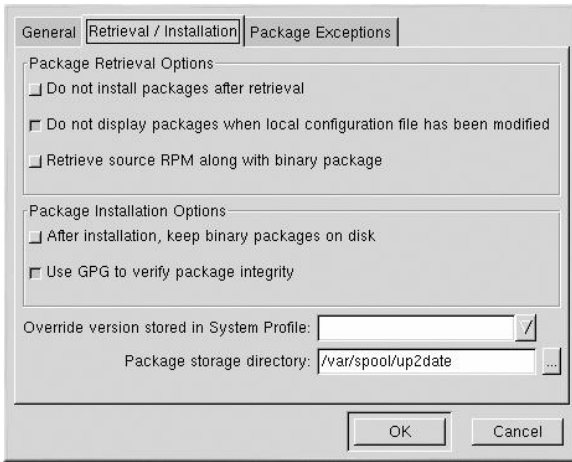 General Retrieval / Installation Package Exceptions
Package Retrieval Options
Do not install packages after retrieval
Do not display packages when local configuration file has been modified
Retrieve source RPM along with binary package
Package Installation Options
After installation, keep binary packages on disk
Use GPG to verify package integrity
Override version stored in System Profile:
Package storage directory: /var/spool/up2date ...
OK Cancel